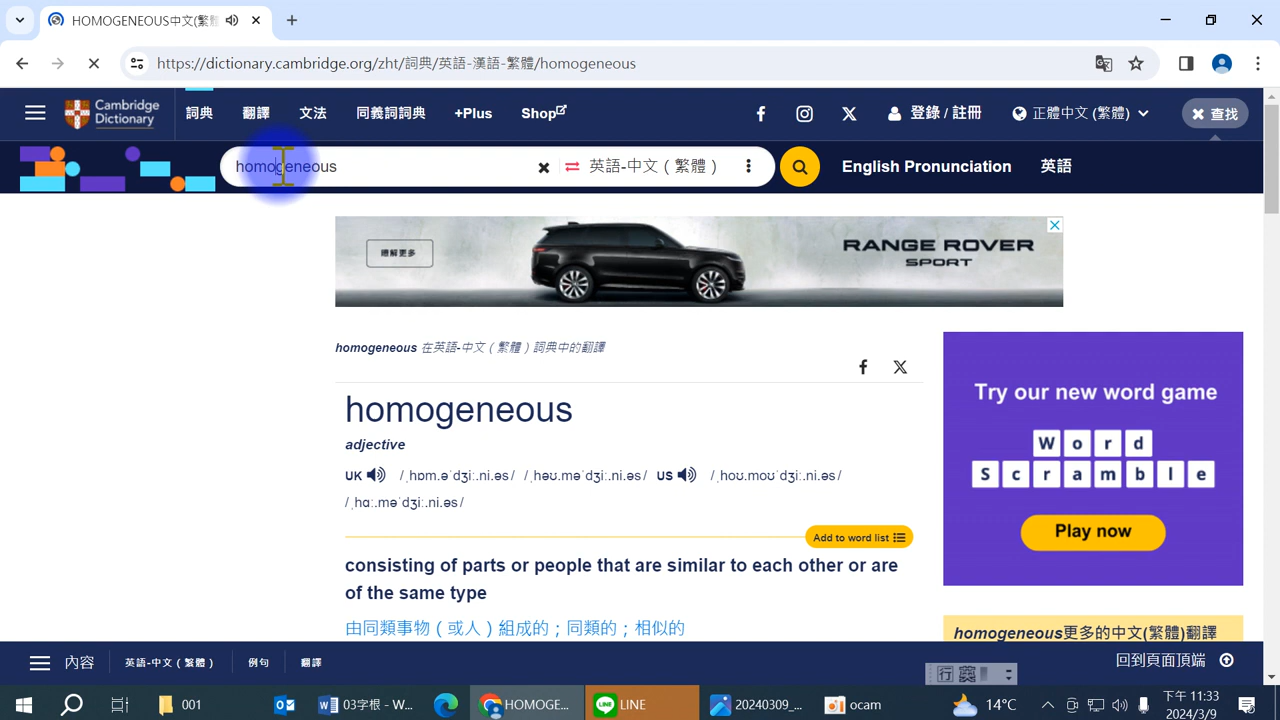 HOMOGENEOUS中文(繁
https://dictionary.cambridge.org/zht/詞典/英語-漢語-繁體/homogeneous
Cambridge
Dictionary
詞典
翻譯
文法
同義詞詞典
+Plus
Shop
登錄 / 註冊
正體中文 (繁體)
查找
homogeneous
英語-中文（繁體）
English Pronunciation
英語
瞭解更多
RANGE ROVER
SPORT
homogeneous 在英語-中文（繁體）詞典中的翻譯
homogeneous
adjective
UK /ˌhɒm.əˈdʒiː.ni.əs/ /ˌhəʊ.məˈdʒiː.ni.əs/ US /ˌhoʊ.moʊˈdʒiː.ni.əs/
/ˌhɑː.məˈdʒiː.ni.əs/
Add to word list
consisting of parts or people that are similar to each other or are
of the same type
由同類事物（或人）組成的；同類的；相似的
Try our new word game
Word
Scramble
Play now
homogeneous更多的中文(繁體)翻譯
內容
英語-中文（繁體）
例句
翻譯
回到頁面頂端
行 英
001
03字根 - W...
HOMOGE...
LINE
20240309_...
ocam
14°C
下午 11:33
2024/3/9